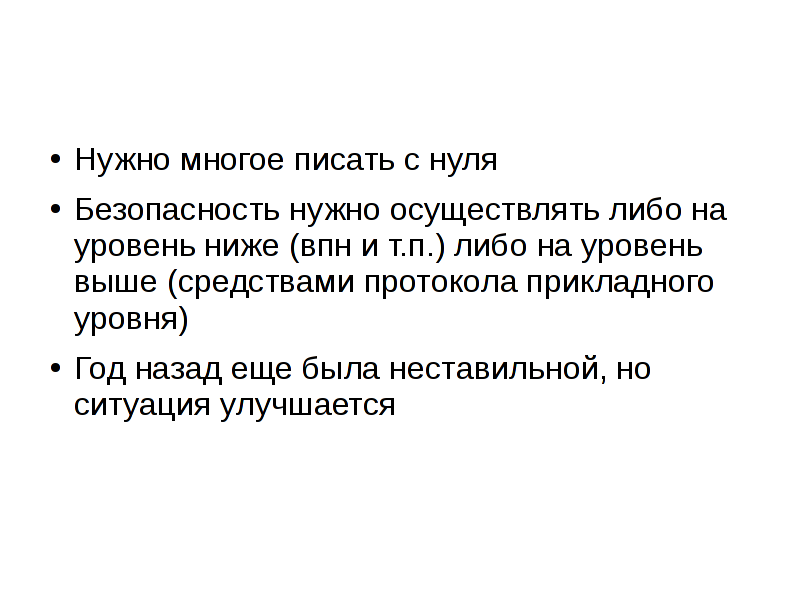 • Нужно многое писать с нуля
• Безопасность нужно осуществлять либо на
уровень ниже (впн и т.п.) либо на уровень
выше (средствами протокола прикладного
уровня)
• Год назад еще была неставильной, но
ситуация улучшается